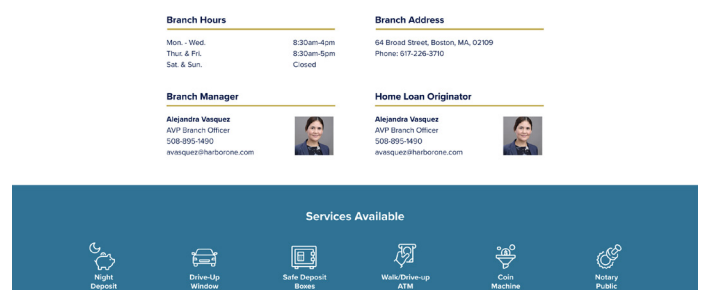 Branch Hours
Mon. - Wed. 8:30am-4pm
Thur. & Fri. 8:30am-5pm
Sat. & Sun. Closed
Branch Address
64 Broad Street, Boston, MA, 02109
Phone: 617-226-3710
Branch Manager
Alejandra Vasquez
AVP Branch Officer
508-895-1490
avasquez@harborone.com
Home Loan Originator
Alejandra Vasquez
AVP Branch Officer
508-895-1490
avasquez@harborone.com
Services Available
Night
Deposit
Drive-Up
Window
Safe Deposit
Boxes
Walk/Drive-up
ATM
Coin
Machine
Notary
Public